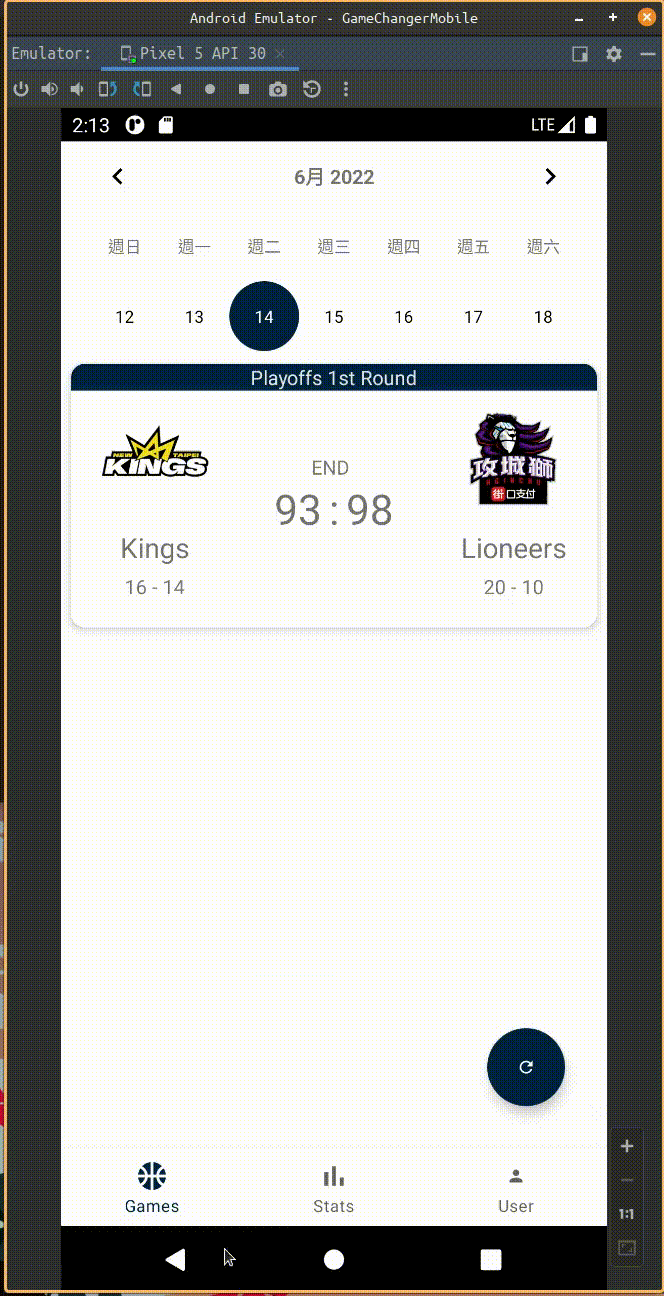 Android Emulator - GameChangerMobile
Emulator: Pixel 5 API 30
2:13 LTE
6月 2022
週日 週一 週二 週三 週四 週五 週六
12 13 14 15 16 17 18
Playoffs 1st Round
NEW TAIPEI
KINGS
攻城獅
HSINCHU
街口支付
END
93 : 98
Kings Lioneers
16 - 14 20 - 10
Games Stats User
1:1